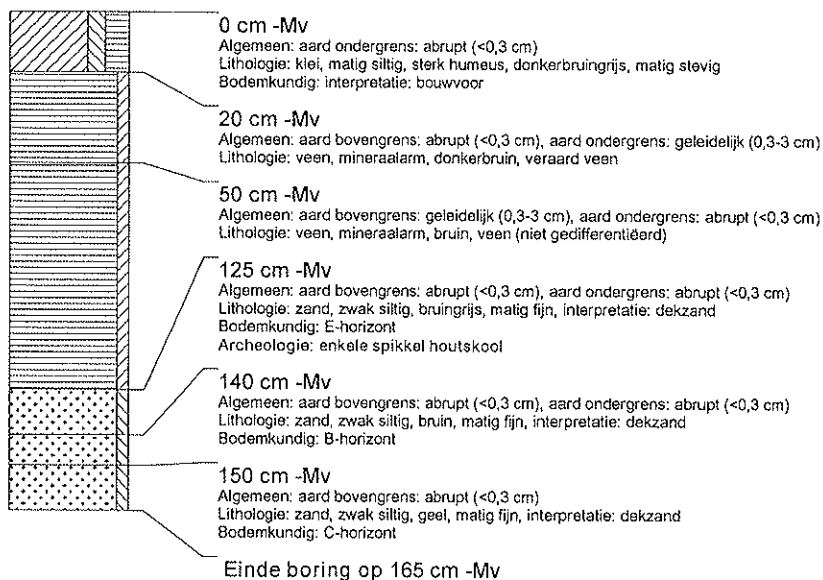 0 cm -Mv
Algemeen: aard ondergrens: abrupt (<0,3 cm)
Lithologie: klei, matig siltig, sterk humeus, donkerbruingrijs, matig stevig
Bodemkundig: interpretatie: bouwvoor
20 cm -Mv
Algemeen: aard bovengrens: abrupt (<0,3 cm), aard ondergrens: geleidelijk (0,3-3 cm)
Lithologie: veen, mineraalarm, donkerbruin, veraard veen
50 cm -Mv
Algemeen: aard bovengrens: geleidelijk (0,3-3 cm), aard ondergrens: abrupt (<0,3 cm)
Lithologie: veen, mineraalarm, bruin, veen (niet gedifferentiëerd)
125 cm -Mv
Algemeen: aard bovengrens: abrupt (<0,3 cm), aard ondergrens: abrupt (<0,3 cm)
Lithologie: zand, zwak siltig, bruingrijs, matig fijn, interpretatie: dekzand
Bodemkundig: E-horizont
Archeologie: enkele spikkel houtskool
140 cm -Mv
Algemeen: aard bovengrens: abrupt (<0,3 cm), aard ondergrens: abrupt (<0,3 cm)
Lithologie: zand, zwak siltig, bruin, matig fijn, interpretatie: dekzand
Bodemkundig: B-horizont
150 cm -Mv
Algemeen: aard bovengrens: abrupt (<0,3 cm)
Lithologie: zand, zwak siltig, geel, matig fijn, interpretatie: dekzand
Bodemkundig: C-horizont
Einde boring op 165 cm -Mv